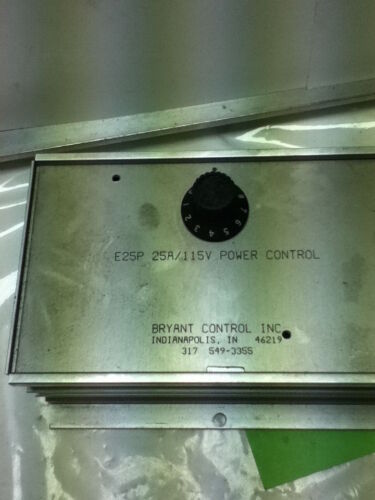 E25P 25A/115V POWER CONTROL
BRYANT CONTROL INC
INDIANAPOLIS, IN 46219
317 549-3355